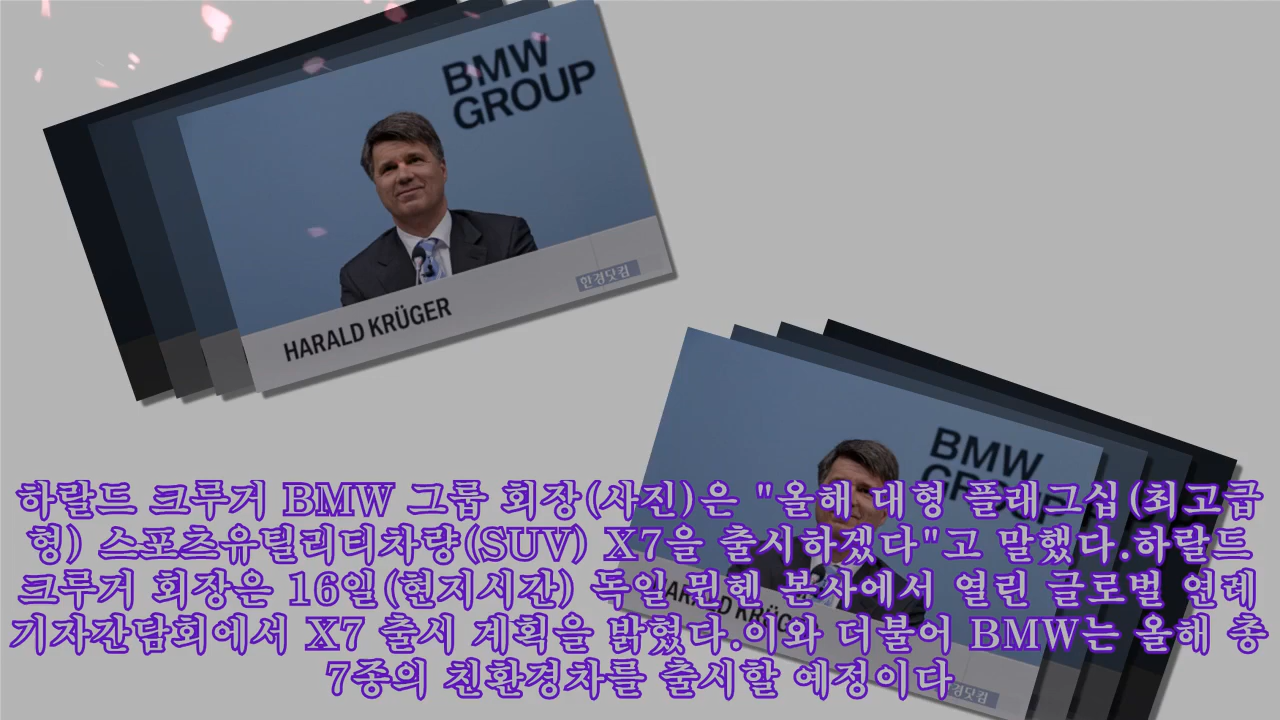 BMW
GROUP
HARALD KRÜGER
한경닷컴
BMW
하랄드 크루거 BMW 그룹 회장(사진)은 "올해 대형 플래그십(최고급
형) 스포츠유틸리티차량(SUV) X7을 출시하겠다"고 말했다.하랄드
크루거 회장은 16일(현지시간) 독일 뮌헨 본사에서 열린 글로벌 연례
기자간담회에서 X7 출시 계획을 밝혔다.이와 더불어 BMW는 올해 총
7종의 친환경차를 출시할 예정이다